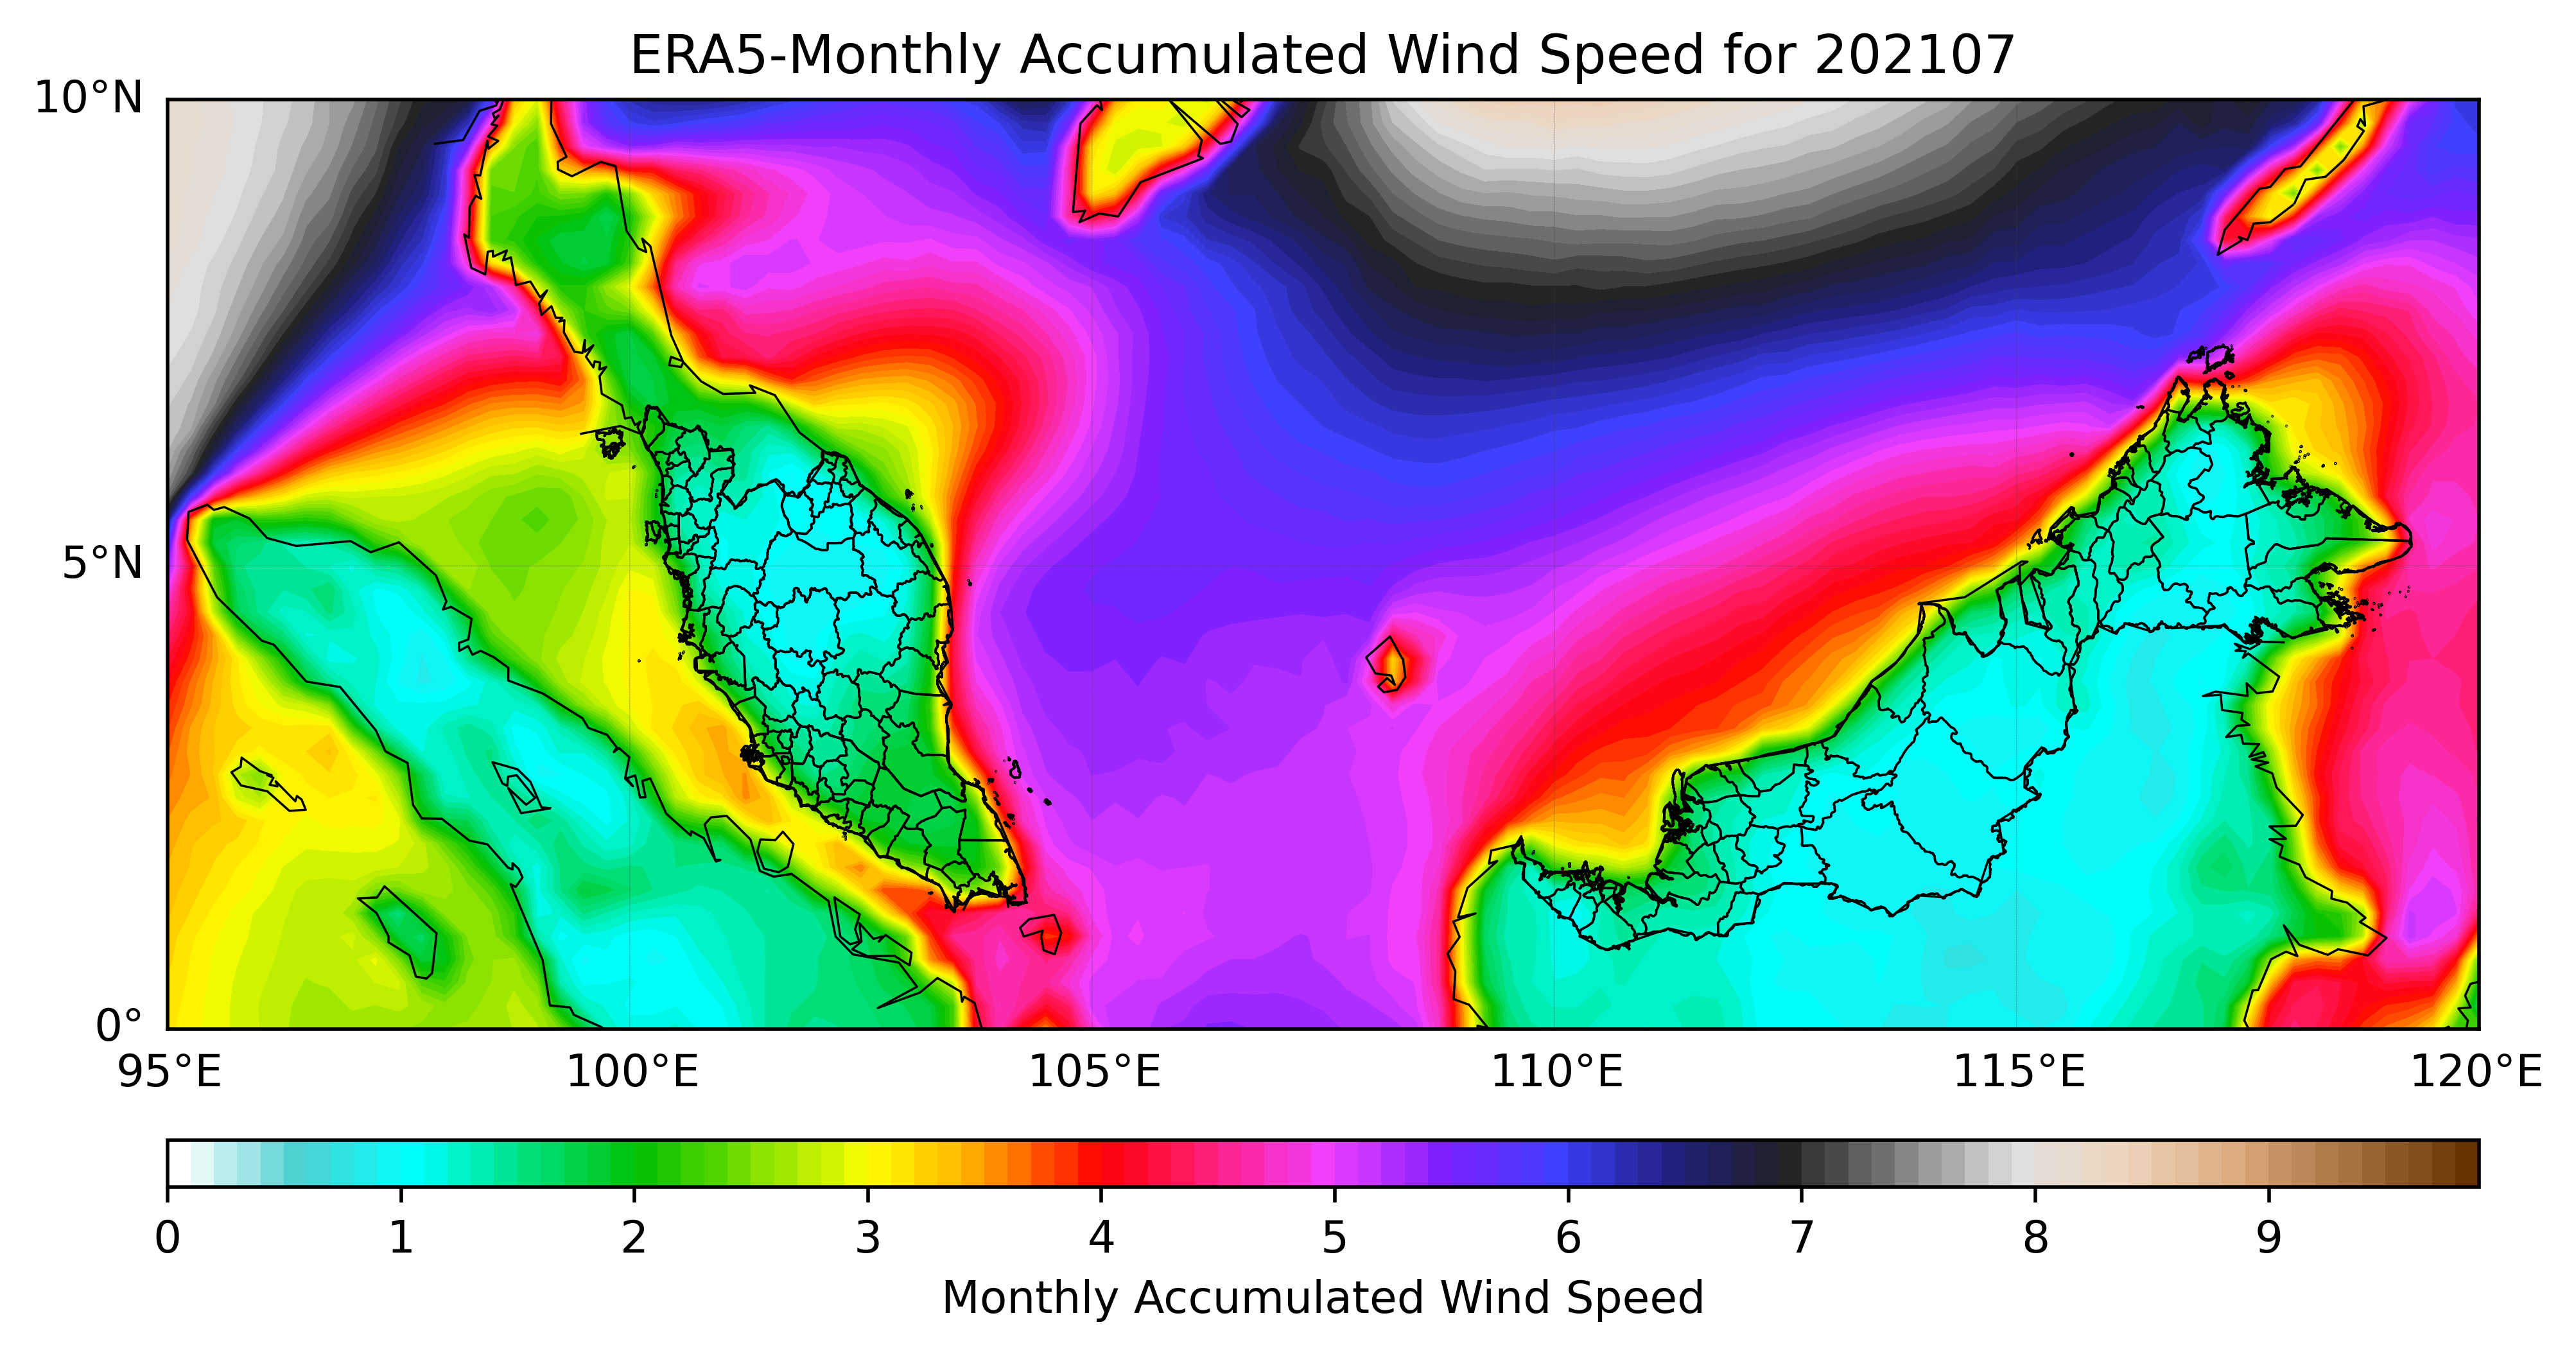 ERA5-Monthly Accumulated Wind Speed for 202107
10°N
5°N
0°
95°E 100°E 105°E 110°E 115°E 120°E
0 1 2 3 4 5 6 7 8 9
Monthly Accumulated Wind Speed